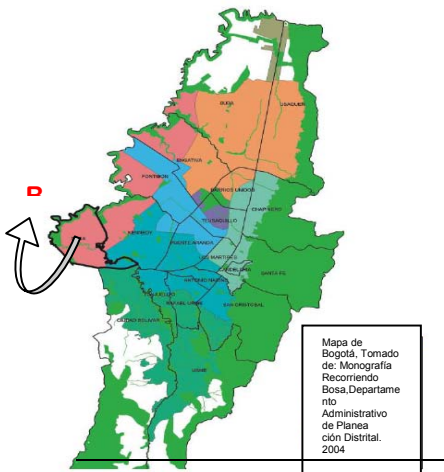 SUBA
USAQUEN
ENGATIVA
FONTIBON
BARRIOS UNIDOS
TEUSAQUILLO
CHAPINERO
KENNEDY
PUENTE ARANDA
LOS MARTIRES
CANDELARIA
SANTA FE
ANTONIO NARIÑO
TUNJUELITO
RAFAEL URIBE
SAN CRISTOBAL
CIUDAD BOLIVAR
USME
Mapa de
Bogotá, Tomado
de: Monografía
Recorriendo
Bosa,Departame
nto
Administrativo
de Planea
ción Distrital.
2004